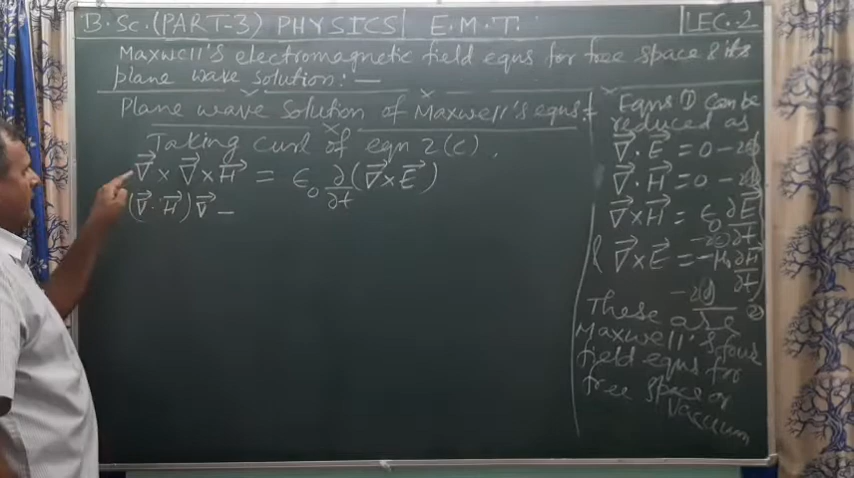 B.Sc.(PART-3) PHYSICS | E.M.T. LEC.-2
Maxwell's electromagnetic field eqns for free space & its
plane wave solution:—
Plane wave solution of Maxwell's eqns:-
Taking curl of eqn 2(c).
∇⃗ × ∇⃗ × H⃗ = ϵ₀ ∂/∂t (∇⃗ × E⃗)
(∇⃗ · H⃗)∇⃗ –
Eqns ① can be
reduced as
∇⃗ · E⃗ = 0 – 2(a)
∇⃗ · H⃗ = 0 – 2(b)
∇⃗ × H⃗ = ϵ₀ ∂E⃗/∂t – 2(c)
& ∇⃗ × E⃗ = – μ₀ ∂H⃗/∂t – 2(d)
These are
Maxwell's four
field eqns for
free space or
vacuum